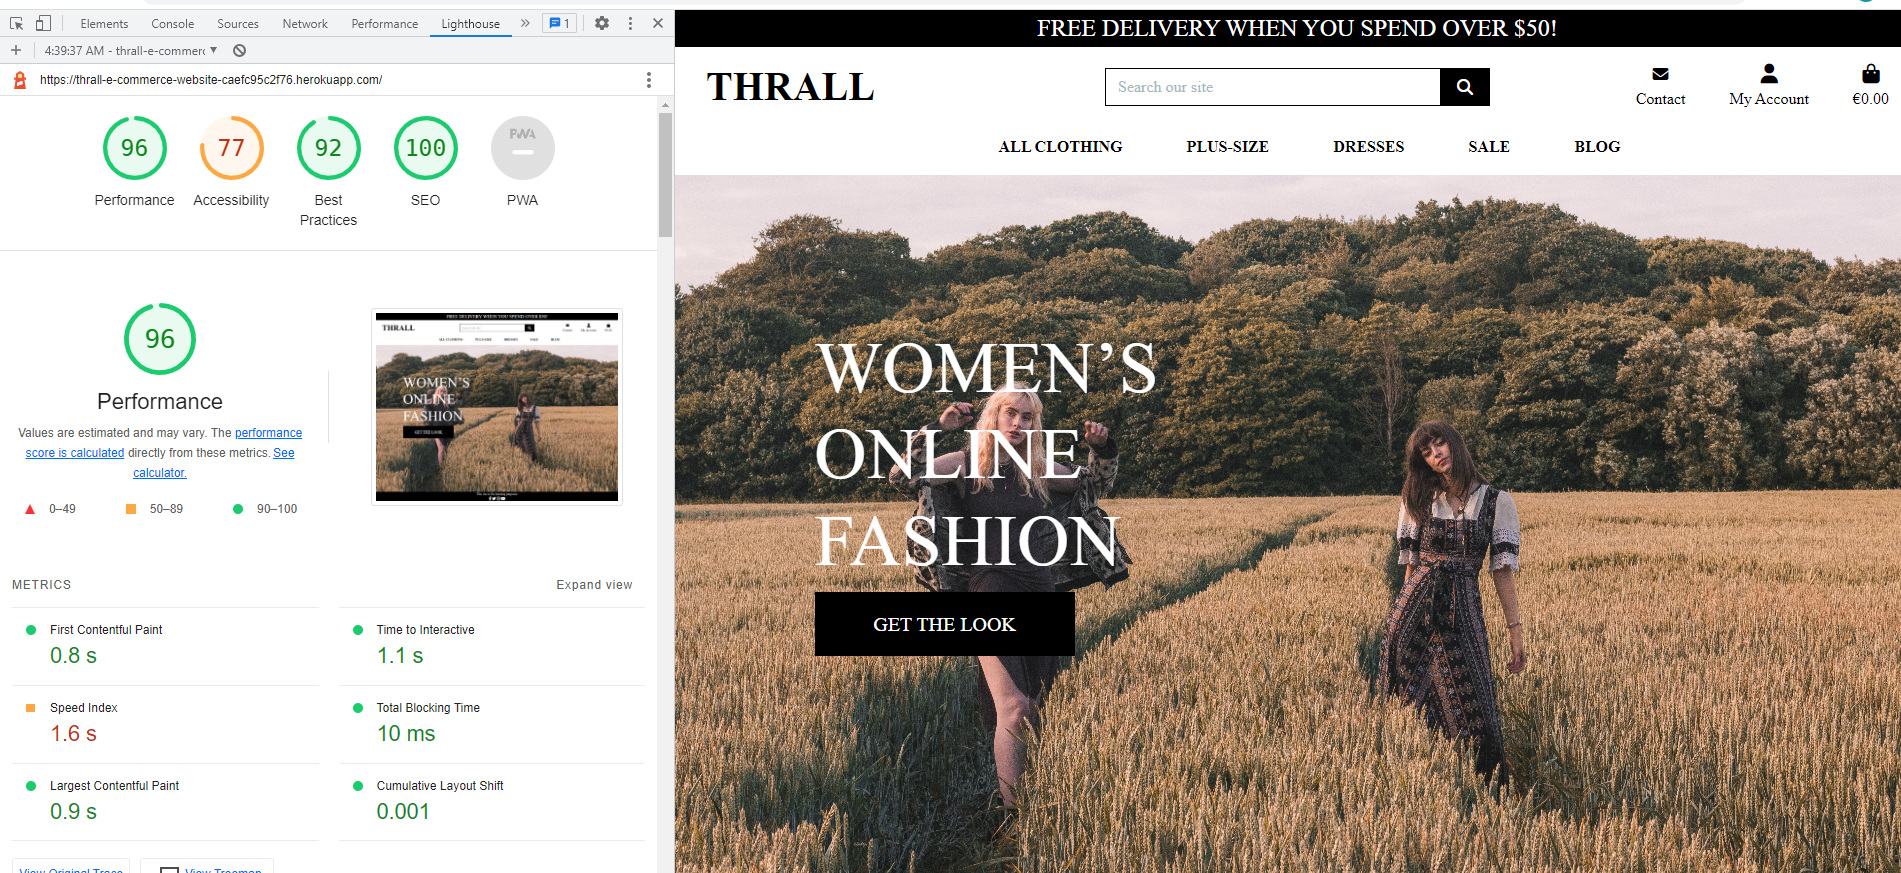 Elements Console Sources Network Performance Lighthouse » 1
4:39:37 AM - thrall-e-commerc
https://thrall-e-commerce-website-caefc95c2f76.herokuapp.com/
96 77 92 100 PWA
Performance Accessibility Best Practices SEO PWA
96
Performance
Values are estimated and may vary. The performance
score is calculated directly from these metrics. See
calculator.
0–49 50–89 90–100
METRICS Expand view
First Contentful Paint
0.8 s
Time to Interactive
1.1 s
Speed Index
1.6 s
Total Blocking Time
10 ms
Largest Contentful Paint
0.9 s
Cumulative Layout Shift
0.001
View Original Trace
View Treemap
FREE DELIVERY WHEN YOU SPEND OVER $50!
THRALL
Search our site
Contact My Account €0.00
ALL CLOTHING PLUS-SIZE DRESSES SALE BLOG
WOMEN’S
ONLINE
FASHION
GET THE LOOK